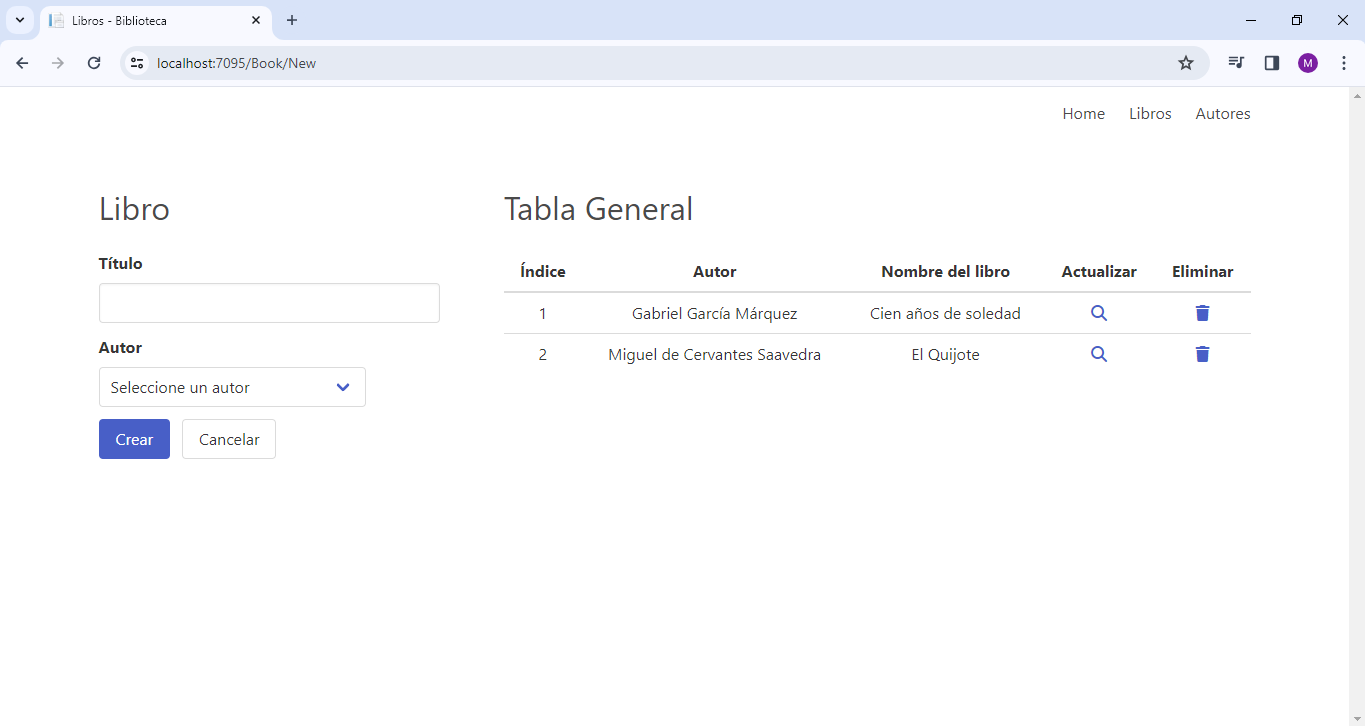 Libros - Biblioteca
localhost:7095/Book/New
M
Home Libros Autores
Libro
Título
Autor
Seleccione un autor
Crear Cancelar
Tabla General
Índice Autor Nombre del libro Actualizar Eliminar
1 Gabriel García Márquez Cien años de soledad
2 Miguel de Cervantes Saavedra El Quijote